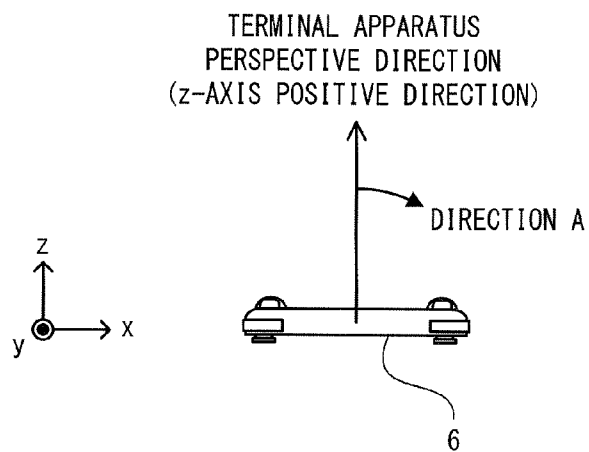 TERMINAL APPARATUS
PERSPECTIVE DIRECTION
(z-AXIS POSITIVE DIRECTION)
DIRECTION A
z
x
y
6